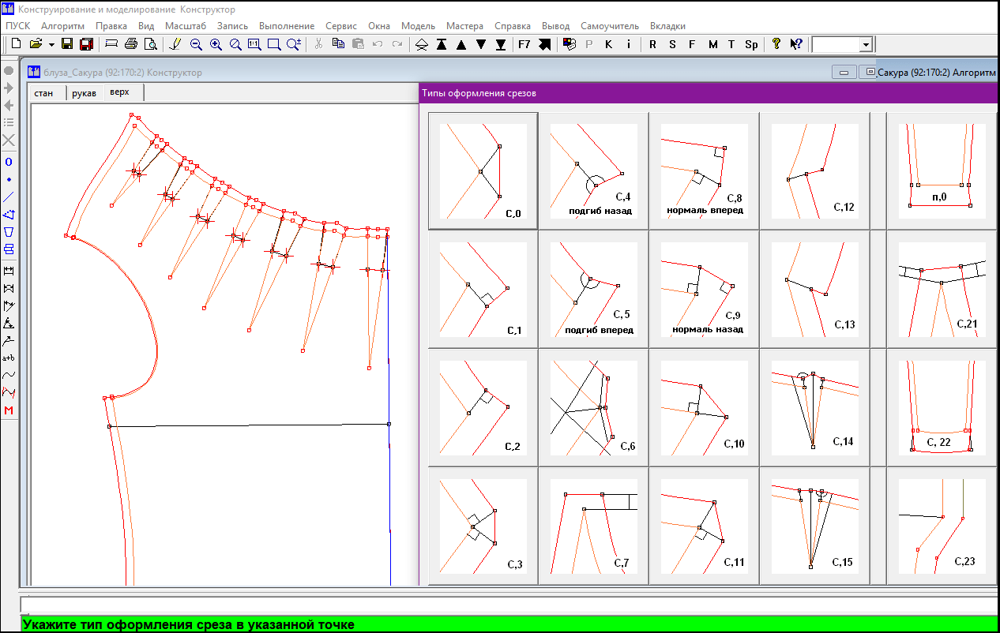 Конструирование и моделирование Конструктор
ПУСК Алгоритм Правка Вид Масштаб Запись Выполнение Сервис Окна Модель Мастера Справка Вывод Самоучитель Вкладки
1:1 F7 P K i R S F M T Sp
блуза_Сакура (92:170:2) Конструктор
_Сакура (92:170:2) Алгоритм
стан рукав верх
Типы оформления срезов
0
a+b
M
С,0
С,4
подгиб назад
С,8
нормаль вперед
С,12
п,0
С,1
С,5
подгиб вперед
С,9
нормаль назад
С,13
С,21
С,2
С,6
С,10
С,14
С, 22
С,3
С,7
С,11
С,15
С,23
Укажите тип оформления среза в указанной точке